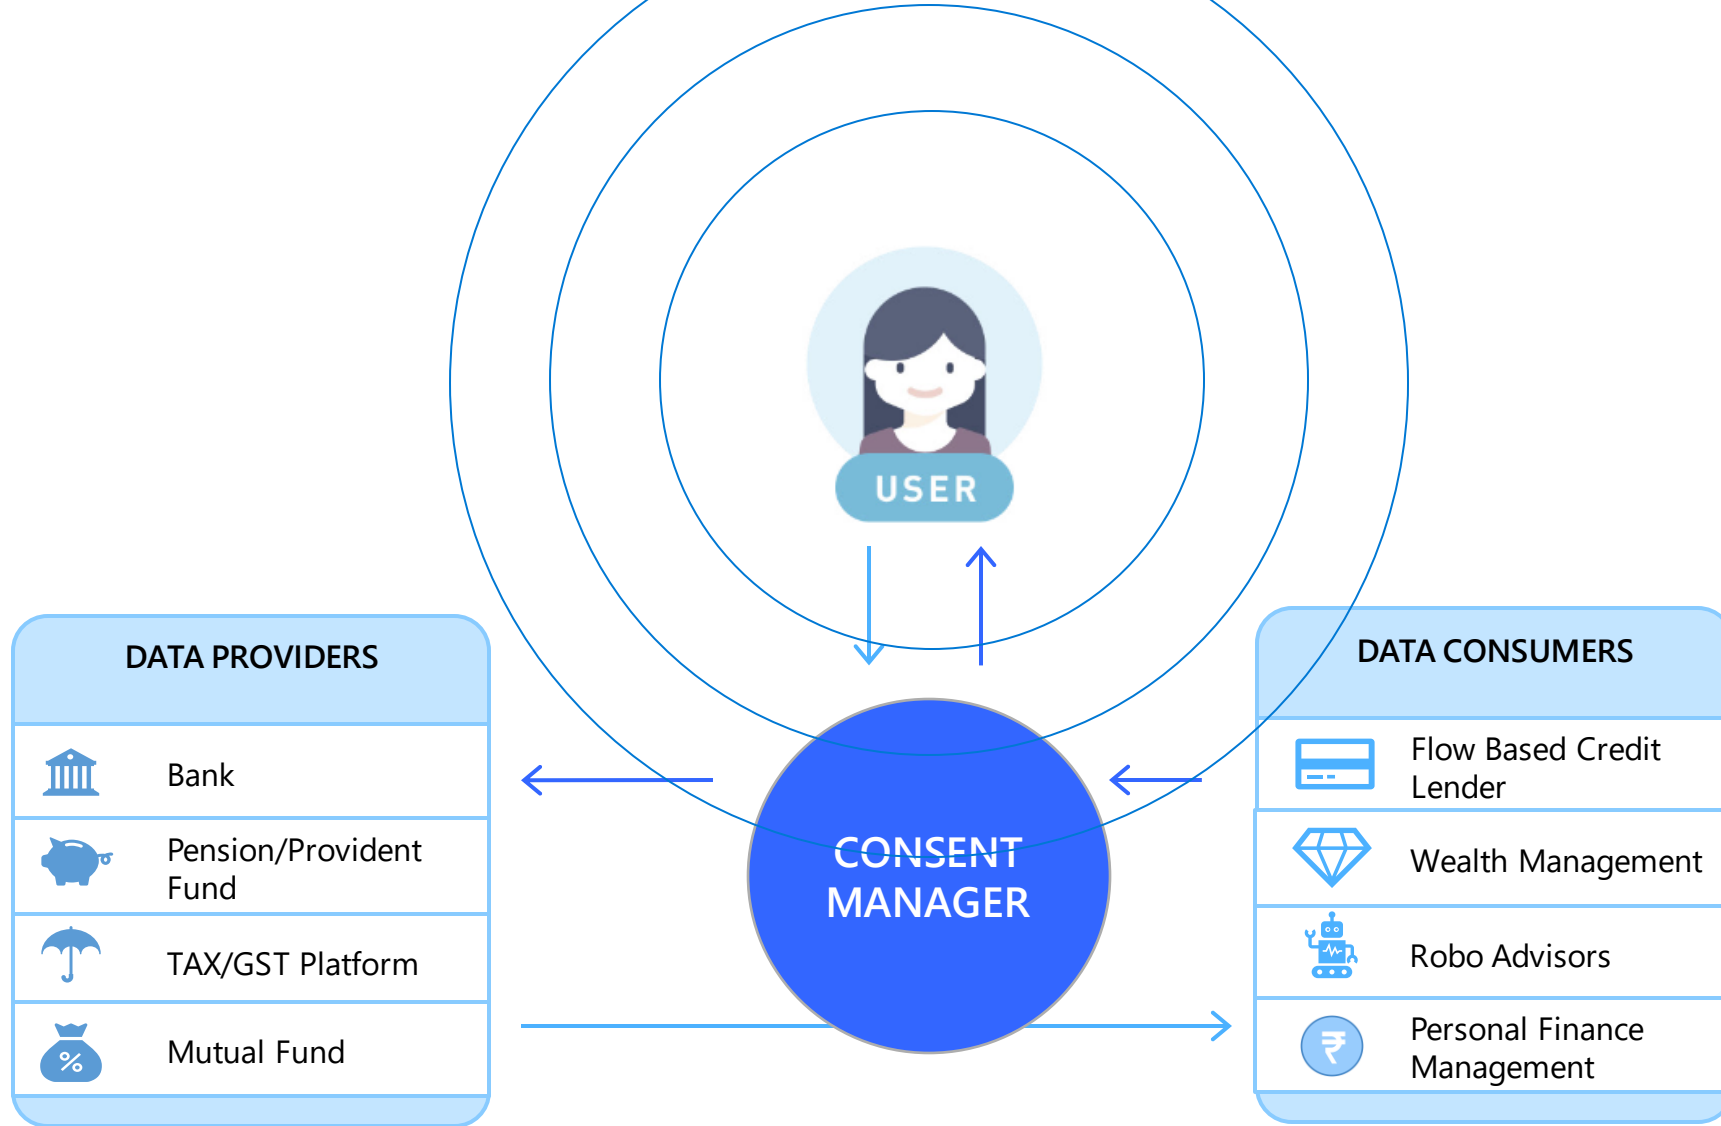 USER
DATA PROVIDERS
Bank
Pension/Provident
Fund
TAX/GST Platform
%
Mutual Fund
CONSENT
MANAGER
DATA CONSUMERS
Flow Based Credit
Lender
Wealth Management
Robo Advisors
₹
Personal Finance
Management